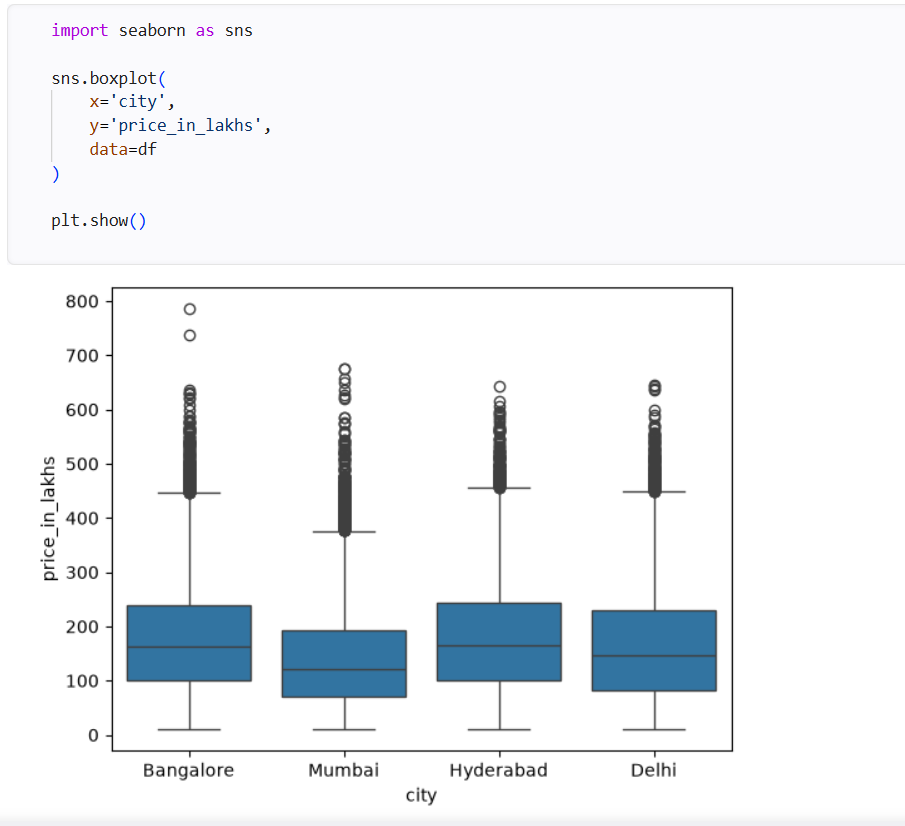 import seaborn as sns
sns.boxplot(
    x='city',
    y='price_in_lakhs',
    data=df
)
plt.show()
800
700
600
500
400
300
200
100
0
price_in_lakhs
Bangalore Mumbai Hyderabad Delhi
city